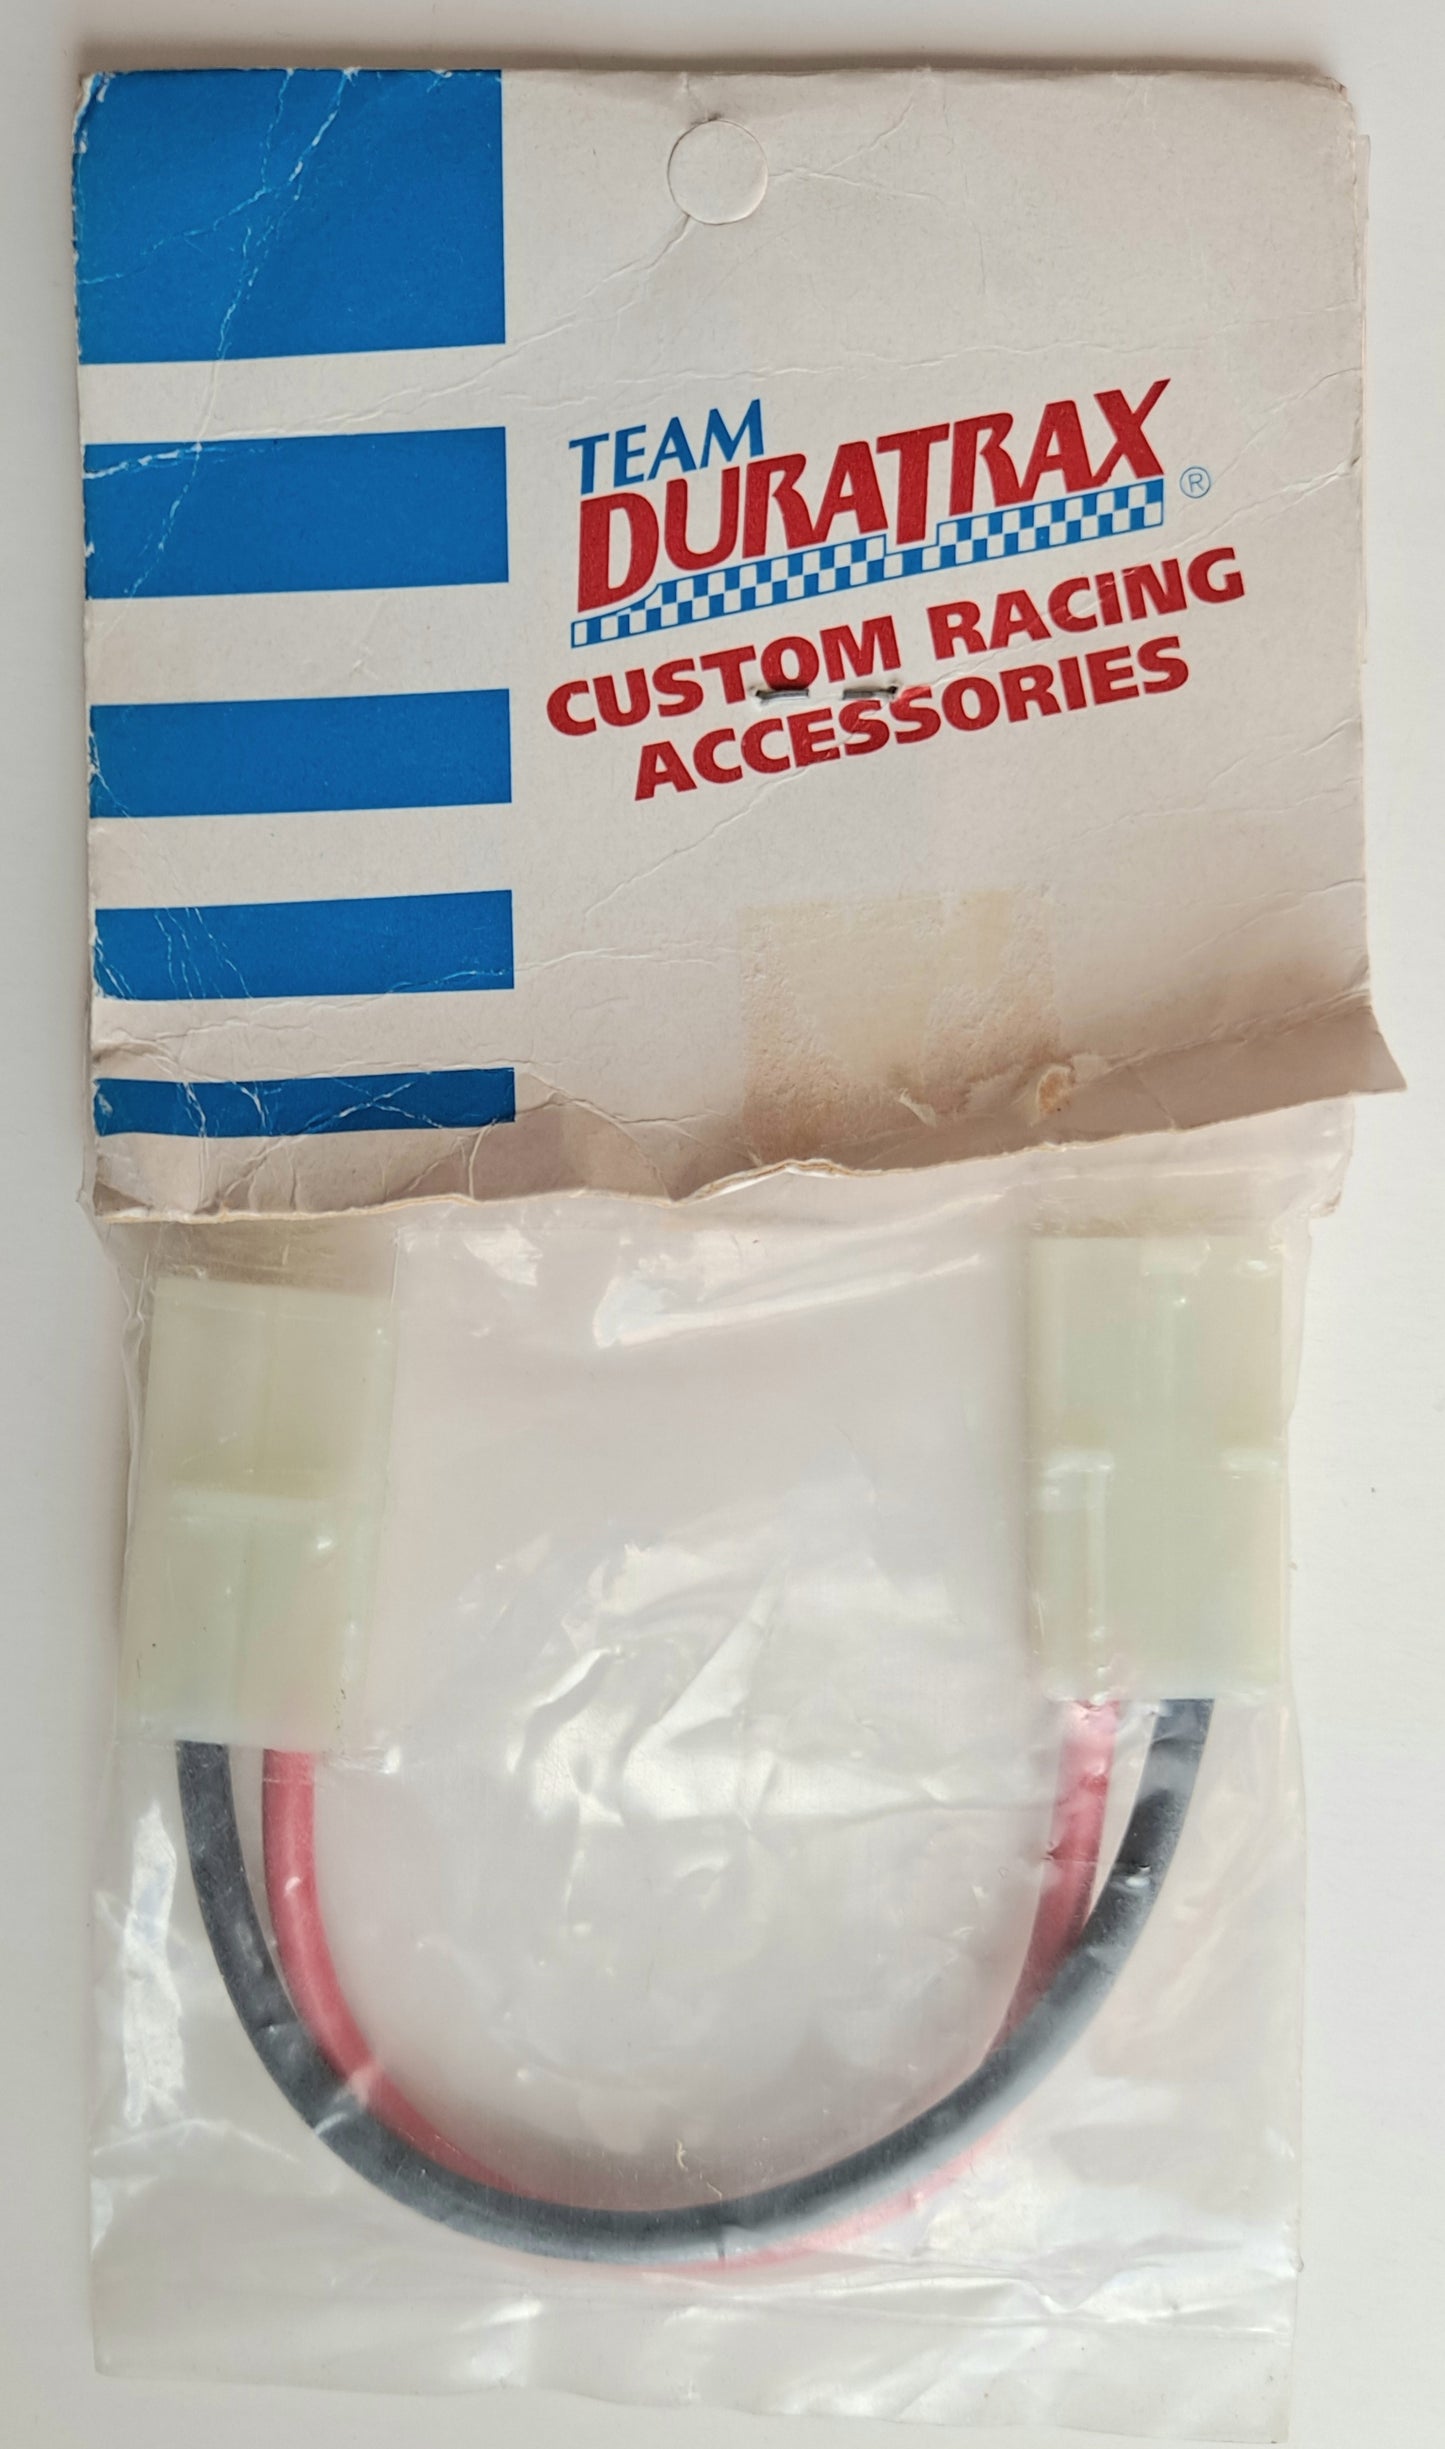 TEAM
DURATRAX®
CUSTOM RACING
ACCESSORIES